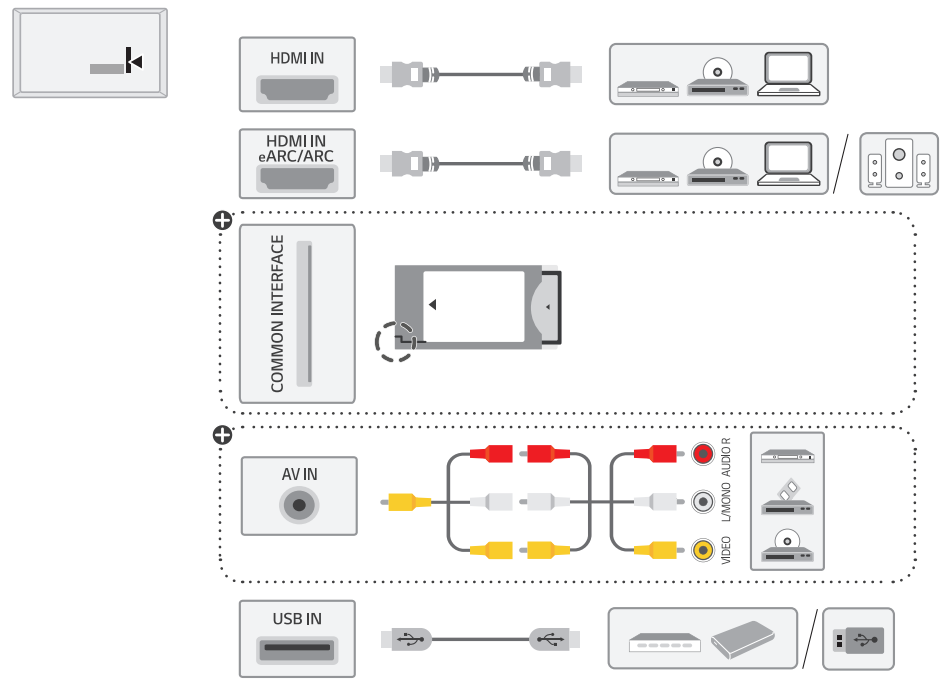 HDMI IN
HDMI IN
eARC/ARC
COMMON INTERFACE
AV IN
AUDIO R
L/MONO
VIDEO
USB IN